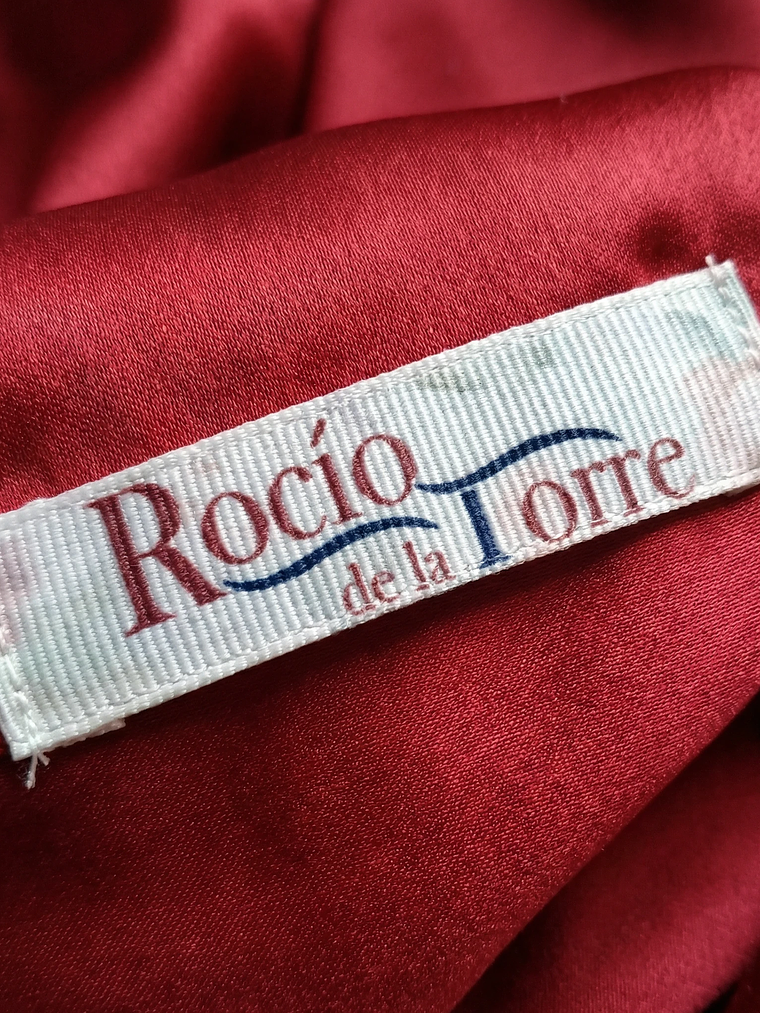 Rocío
de la Torre